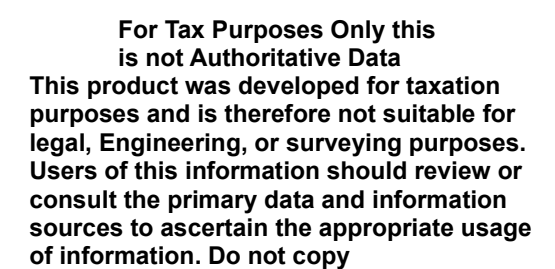 For Tax Purposes Only this
is not Authoritative Data
This product was developed for taxation
purposes and is therefore not suitable for
legal, Engineering, or surveying purposes.
Users of this information should review or
consult the primary data and information
sources to ascertain the appropriate usage
of information. Do not copy